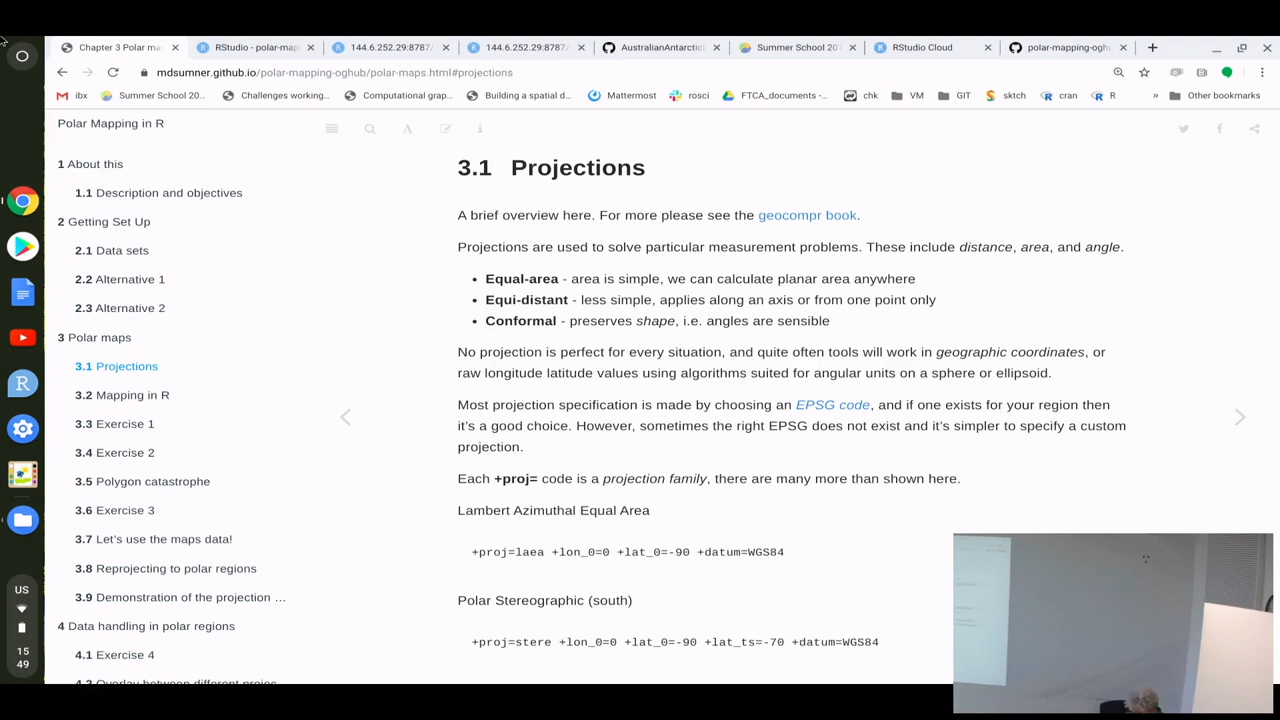 Chapter 3 Polar ma
RStudio - polar-map
144.6.252.29:8787/
144.6.252.29:8787/
AustralianAntarctic
Summer School 201
RStudio Cloud
polar-mapping-oghu
mdsumner.github.io/polar-mapping-oghub/polar-maps.html#projections
ibx
Summer School 20...
Challenges working...
Computational grap...
Building a spatial d...
Mattermost
rosci
FTCA_documents -...
chk
VM
GIT
sktch
cran
R
»
Other bookmarks
Polar Mapping in R
1 About this
1.1 Description and objectives
2 Getting Set Up
2.1 Data sets
2.2 Alternative 1
2.3 Alternative 2
3 Polar maps
3.1 Projections
3.2 Mapping in R
3.3 Exercise 1
3.4 Exercise 2
3.5 Polygon catastrophe
3.6 Exercise 3
3.7 Let's use the maps data!
3.8 Reprojecting to polar regions
3.9 Demonstration of the projection ...
4 Data handling in polar regions
4.1 Exercise 4
4.2 Overlay between different projec
3.1 Projections
A brief overview here. For more please see the geocompr book.
Projections are used to solve particular measurement problems. These include distance, area, and angle.
• Equal-area - area is simple, we can calculate planar area anywhere
• Equi-distant - less simple, applies along an axis or from one point only
• Conformal - preserves shape, i.e. angles are sensible
No projection is perfect for every situation, and quite often tools will work in geographic coordinates, or
raw longitude latitude values using algorithms suited for angular units on a sphere or ellipsoid.
Most projection specification is made by choosing an EPSG code, and if one exists for your region then
it's a good choice. However, sometimes the right EPSG does not exist and it's simpler to specify a custom
projection.
Each +proj= code is a projection family, there are many more than shown here.
Lambert Azimuthal Equal Area
+proj=laea +lon_0=0 +lat_0=-90 +datum=WGS84
Polar Stereographic (south)
+proj=stere +lon_0=0 +lat_0=-90 +lat_ts=-70 +datum=WGS84
US
15
49